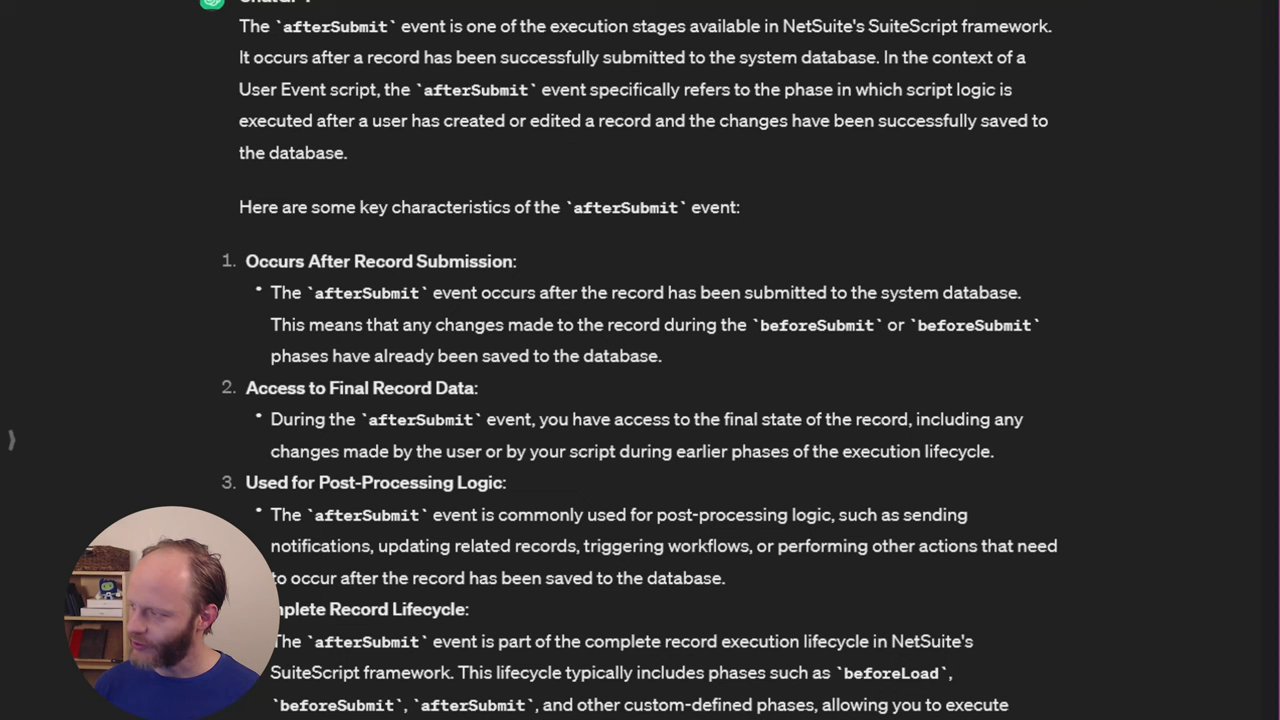 The `afterSubmit` event is one of the execution stages available in NetSuite's SuiteScript framework.
It occurs after a record has been successfully submitted to the system database. In the context of a
User Event script, the `afterSubmit` event specifically refers to the phase in which script logic is
executed after a user has created or edited a record and the changes have been successfully saved to
the database.
Here are some key characteristics of the `afterSubmit` event:
1. Occurs After Record Submission:
• The `afterSubmit` event occurs after the record has been submitted to the system database.
This means that any changes made to the record during the `beforeSubmit` or `beforeSubmit`
phases have already been saved to the database.
2. Access to Final Record Data:
• During the `afterSubmit` event, you have access to the final state of the record, including any
changes made by the user or by your script during earlier phases of the execution lifecycle.
3. Used for Post-Processing Logic:
• The `afterSubmit` event is commonly used for post-processing logic, such as sending
notifications, updating related records, triggering workflows, or performing other actions that need
to occur after the record has been saved to the database.
Record Lifecycle:
The `afterSubmit` event is part of the complete record execution lifecycle in NetSuite's
SuiteScript framework. This lifecycle typically includes phases such as `beforeLoad`,
`beforeSubmit`, `afterSubmit`, and other custom-defined phases, allowing you to execute